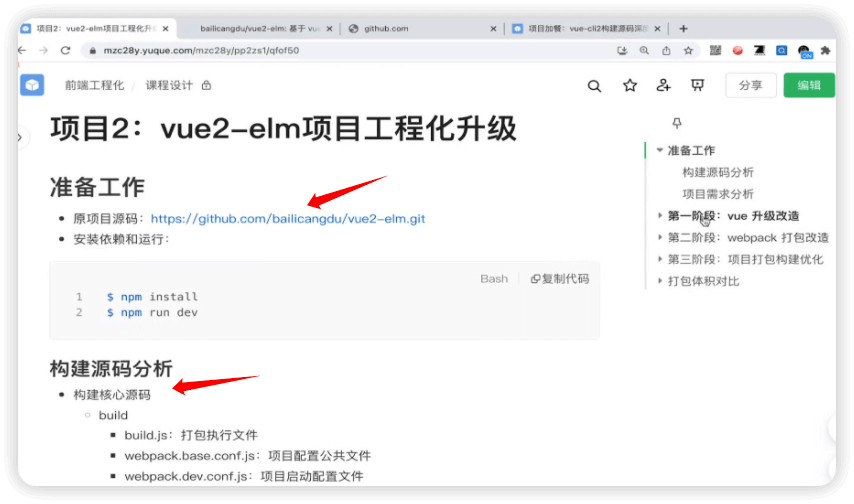 项目2：vue2-elm项目工程化升级
bailicangdu/vue2-elm: 基于 vu
github.com
项目加餐：vue-cli2构建源码深度
mzc28y.yuque.com/mzc28y/pp2zs1/qfof50
前端工程化 / 课程设计
分享
编辑
项目2：vue2-elm项目工程化升级
准备工作
原项目源码：https://github.com/bailicangdu/vue2-elm.git
安装依赖和运行：
Bash
复制代码
1 $ npm install
2 $ npm run dev
构建源码分析
构建核心源码
build
build.js：打包执行文件
webpack.base.conf.js：项目配置公共文件
webpack.dev.conf.js：项目启动配置文件
准备工作
构建源码分析
项目需求分析
第一阶段：vue 升级改造
第二阶段：webpack 打包改造
第三阶段：项目打包构建优化
打包体积对比